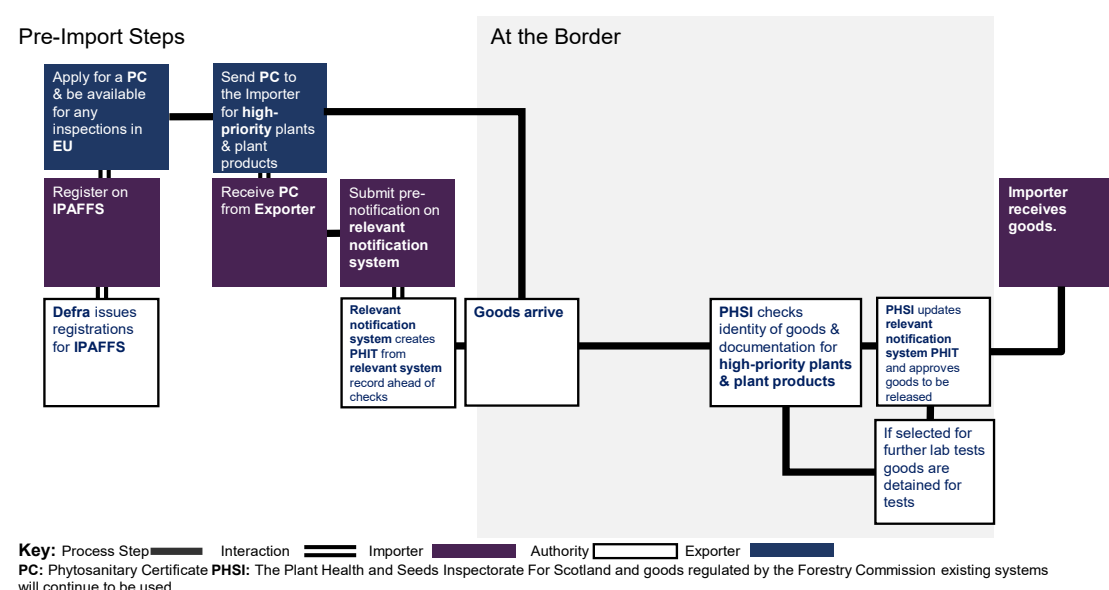 Pre-Import Steps
At the Border
Apply for a PC
& be available
for any
inspections in
EU
Send PC to
the Importer
for high-
priority plants
& plant
products
Register on
IPAFFS
Receive PC
from Exporter
Submit pre-
notification on
relevant
notification
system
Importer
receives
goods.
Defra issues
registrations
for IPAFFS
Relevant
notification
system creates
PHIT from
relevant system
record ahead of
checks
Goods arrive
PHSI checks
identity of goods &
documentation for
high-priority plants
& plant products
PHSI updates
relevant
notification
system PHIT
and approves
goods to be
released
If selected for
further lab tests
goods are
detained for
tests
Key: Process Step Interaction Importer Authority Exporter
PC: Phytosanitary Certificate PHSI: The Plant Health and Seeds Inspectorate For Scotland and goods regulated by the Forestry Commission existing systems
will continue to be used